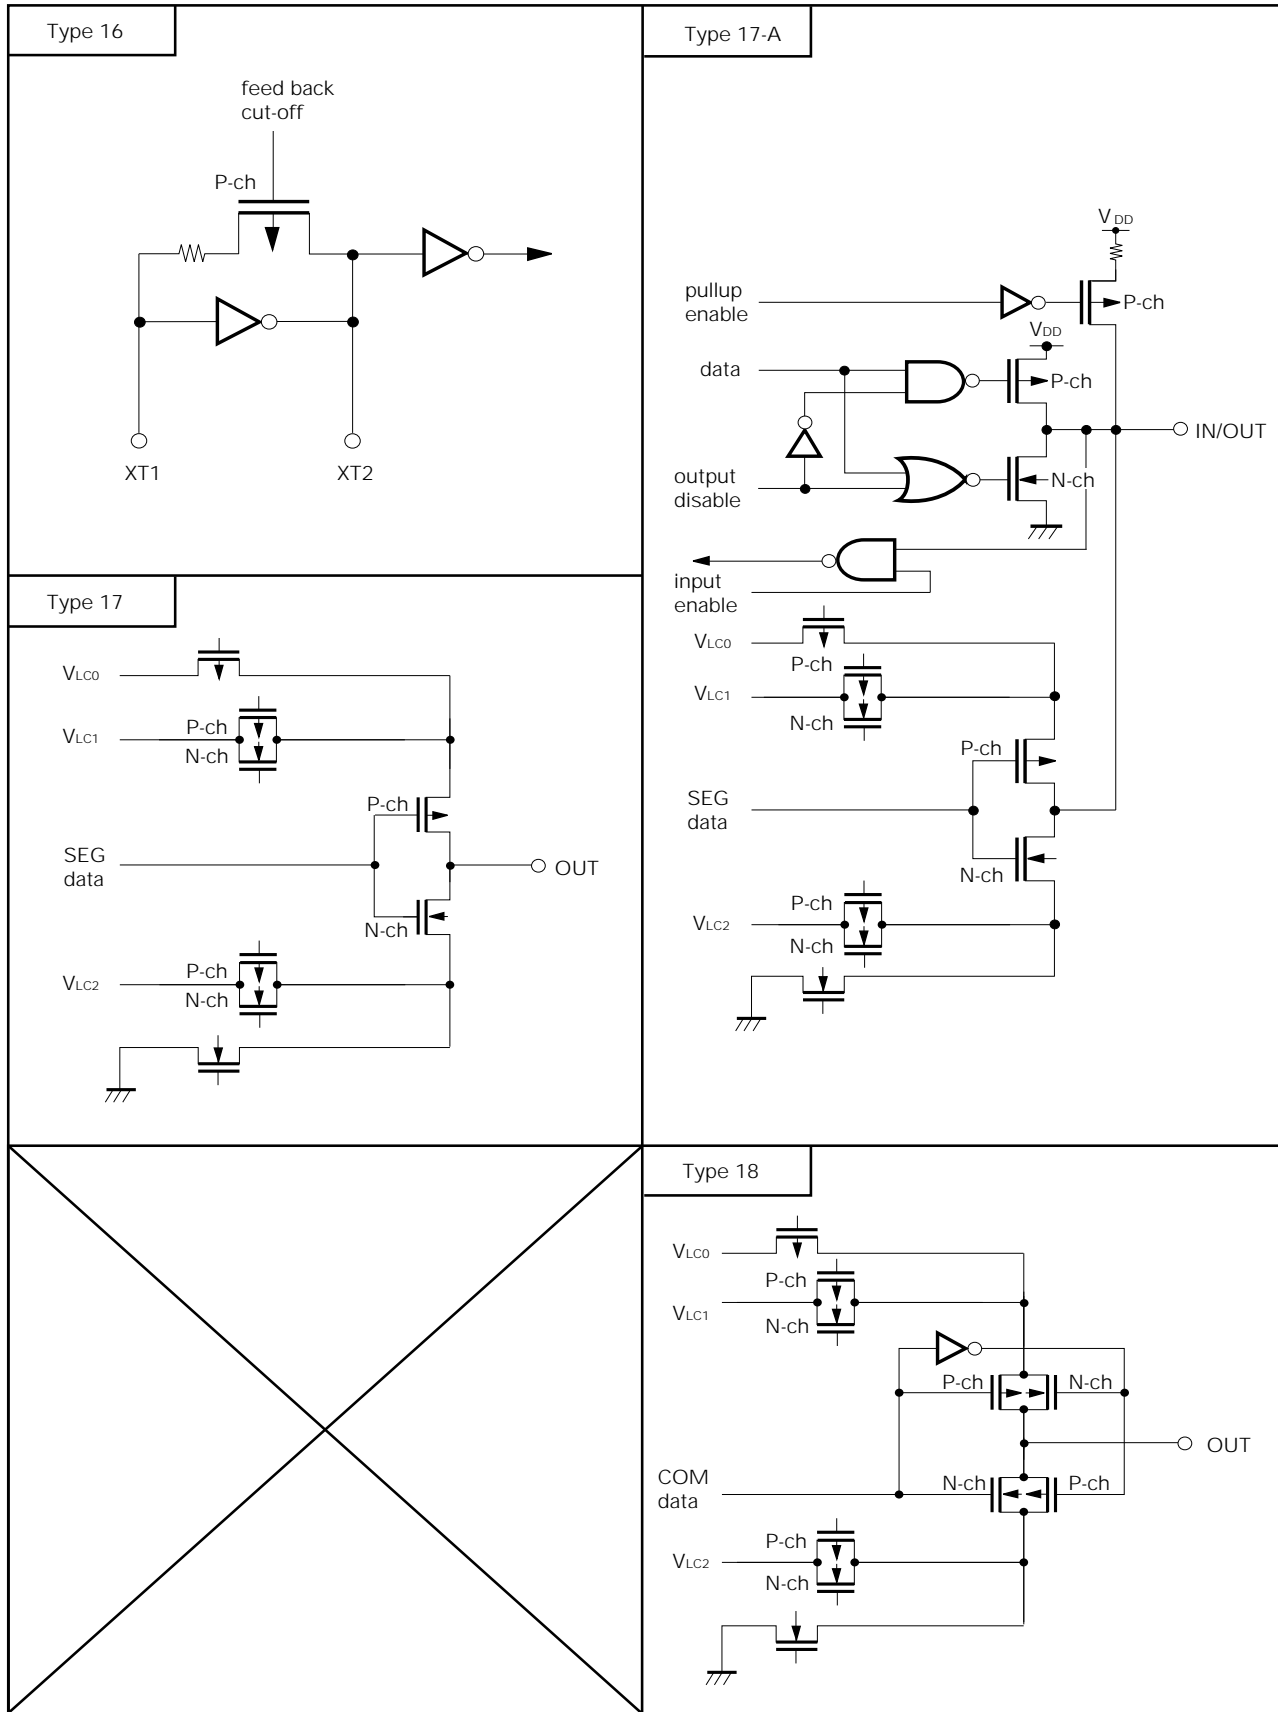 Type 16
feed back
cut-off
P-ch
XT1
XT2
Type 17-A
VDD
pullup
enable
P-ch
VDD
data
P-ch
IN/OUT
output
disable
N-ch
input
enable
VLC0
P-ch
VLC1
N-ch
P-ch
SEG
data
N-ch
P-ch
VLC2
N-ch
Type 17
VLC0
P-ch
VLC1
N-ch
P-ch
SEG
data
OUT
N-ch
P-ch
VLC2
N-ch
Type 18
VLC0
P-ch
VLC1
N-ch
P-ch
N-ch
OUT
COM
data
N-ch
P-ch
P-ch
VLC2
N-ch